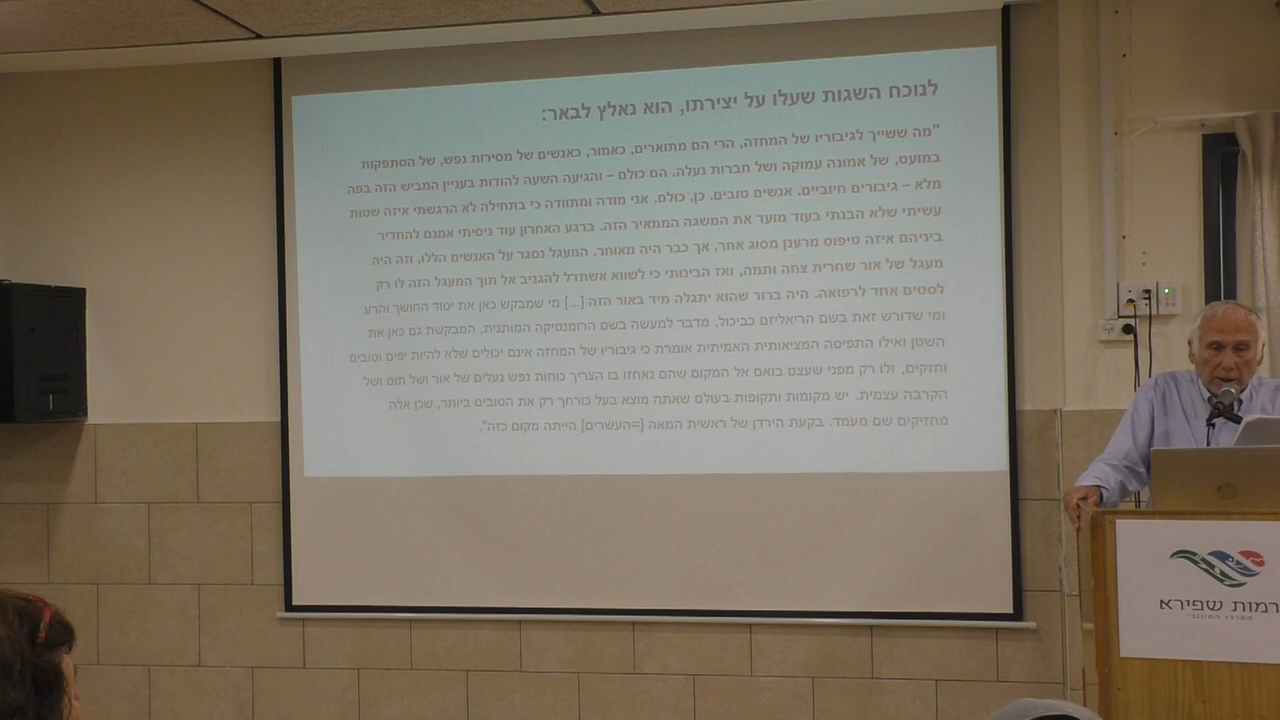 לנוכח השגות שעלו על יצירתו, הוא נאלץ לבאר:
"מה ששייך לגיבוריו של המחזה, הרי הם מתוארים, כאמור, כאנשים של מסירות נפש, של הסתפקות
במועט, של אמונה עמוקה ושל חברות נעלה. הם כולם – והגיעה השעה להודות בעניין המביש הזה בפה
מלא – גיבורים חיוביים. אנשים טובים. כן, כולם. אני מודה ומתוודה כי בתחילה לא הרגשתי איזה שטות
עשיתי שלא הבנתי בעוד מועד את המשגה הממאיר הזה. ברגע האחרון עוד ניסיתי אמנם להחדיר
ביניהם איזה טיפוס מרענן מסוג אחר, אך כבר היה מאוחר. המעגל נסגר על האנשים הללו, וזה היה
מעגל של אור שחרית צחה ותמה, ואז הבינותי כי לשווא אשתדל להגניב אל תוך המעגל הזה לו רק
לסטים אחד לרפואה. היה ברור שהוא יתגלה מיד באור הזה [...] מי שמבקש כאן את יסוד החושך והרע
ומי שדורש זאת בשם הריאליזם כביכול, מדבר למעשה בשם הרומנטיקה המותנית, המבקשת גם כאן את
השטן ואילו התפיסה המציאותית האמיתית אומרת כי גיבוריו של המחזה אינם יכולים שלא להיות יפים וטובים
וחזקים, ולו רק מפני שעצם בואם אל המקום שהם נאחזו בו הצריך כוחות נפש נעלים של אור ושל תום ושל
הקרבה עצמית. יש מקומות ותקופות בעולם שאתה מוצא בעל כורחך רק את הטובים ביותר, שכן אלה
מחזיקים שם מעמד. בקעת הירדן של ראשית המאה [=העשרים] הייתה מקום כזה".
רמות שפירא
המרכז החינוכי